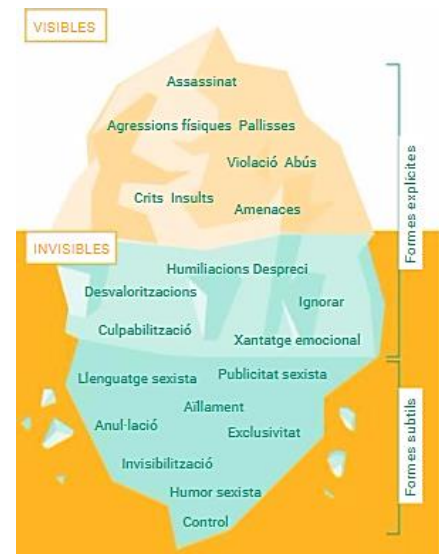 VISIBLES
Assassinat
Agressions físiques Pallisses
Violació Abús
Crits Insults
Amenaces
Formes explícites
INVISIBLES
Humiliacions Despreci
Desvaloritzacions
Ignorar
Culpabilització
Xantatge emocional
Llenguatge sexista
Publicitat sexista
Aïllament
Anul·lació
Exclusivitat
Invisibilització
Humor sexista
Control
Formes subtils